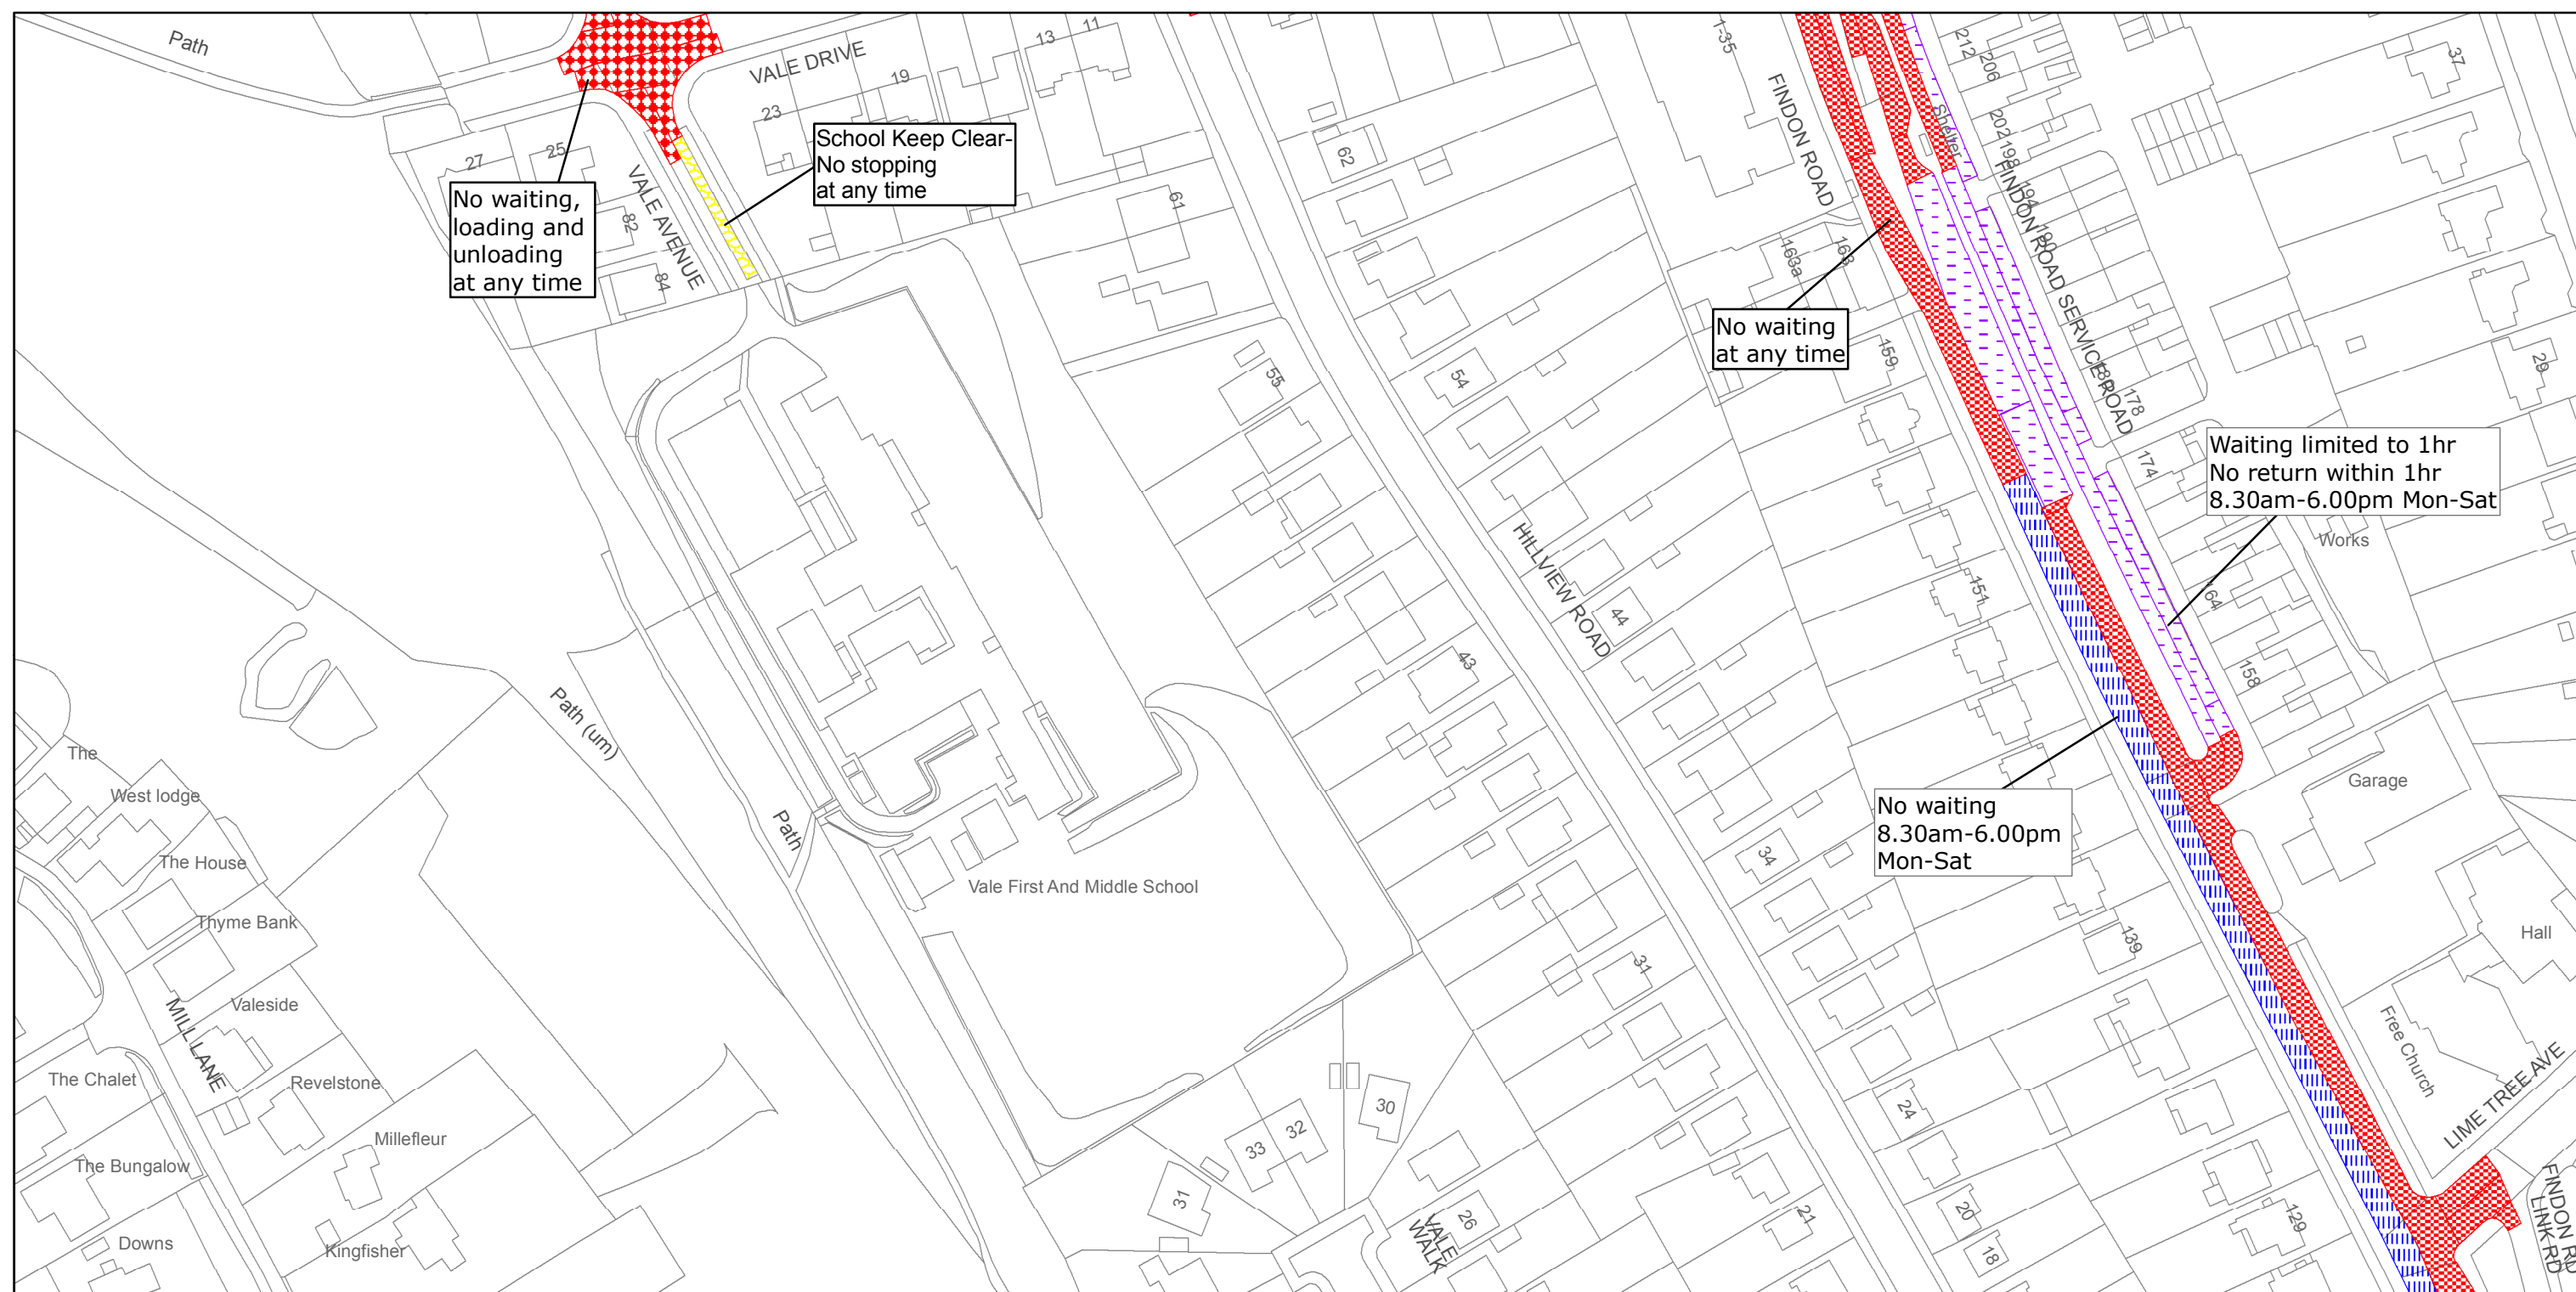 Path
VALE DRIVE
13
11
19
23
27
25
82
84
VALE AVENUE
61
62
1-35
FINDON ROAD
212
206
202
198
194
190
180
178
174
Shelter
FINDON ROAD SERVICE ROAD
37
29
School Keep Clear-
No stopping
at any time
No waiting,
loading and
unloading
at any time
No waiting
at any time
163a
163
159
Waiting limited to 1hr
No return within 1hr
8.30am-6.00pm Mon-Sat
Works
55
54
HILLVIEW ROAD
44
43
151
64
158
Path (um)
Path
The
West lodge
The House
Thyme Bank
Valeside
MILL LANE
The Chalet
Revelstone
Millefleur
The Bungalow
Downs
Kingfisher
Vale First And Middle School
No waiting
8.30am-6.00pm
Mon-Sat
Garage
Hall
Free Church
LIME TREE AVE
FINDON RD
LINK RD
34
31
139
24
30
32
33
31
26
VALE
WALK
21
20
18
129